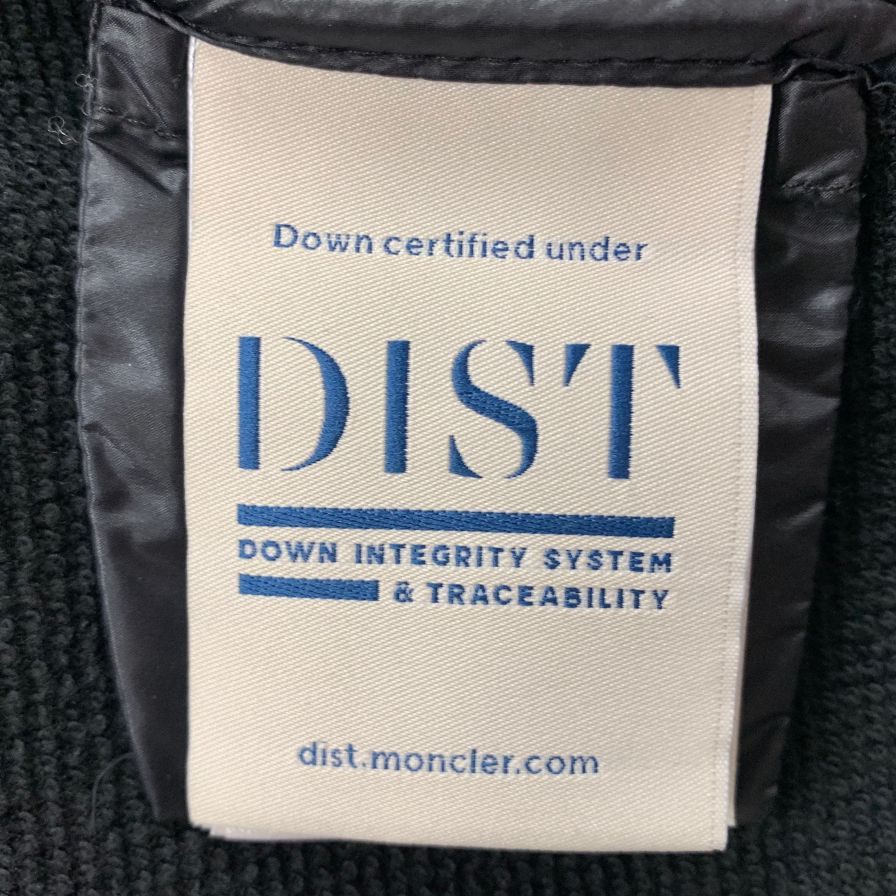 Down certified under
DIST
DOWN INTEGRITY SYSTEM
& TRACEABILITY
dist.moncler.com